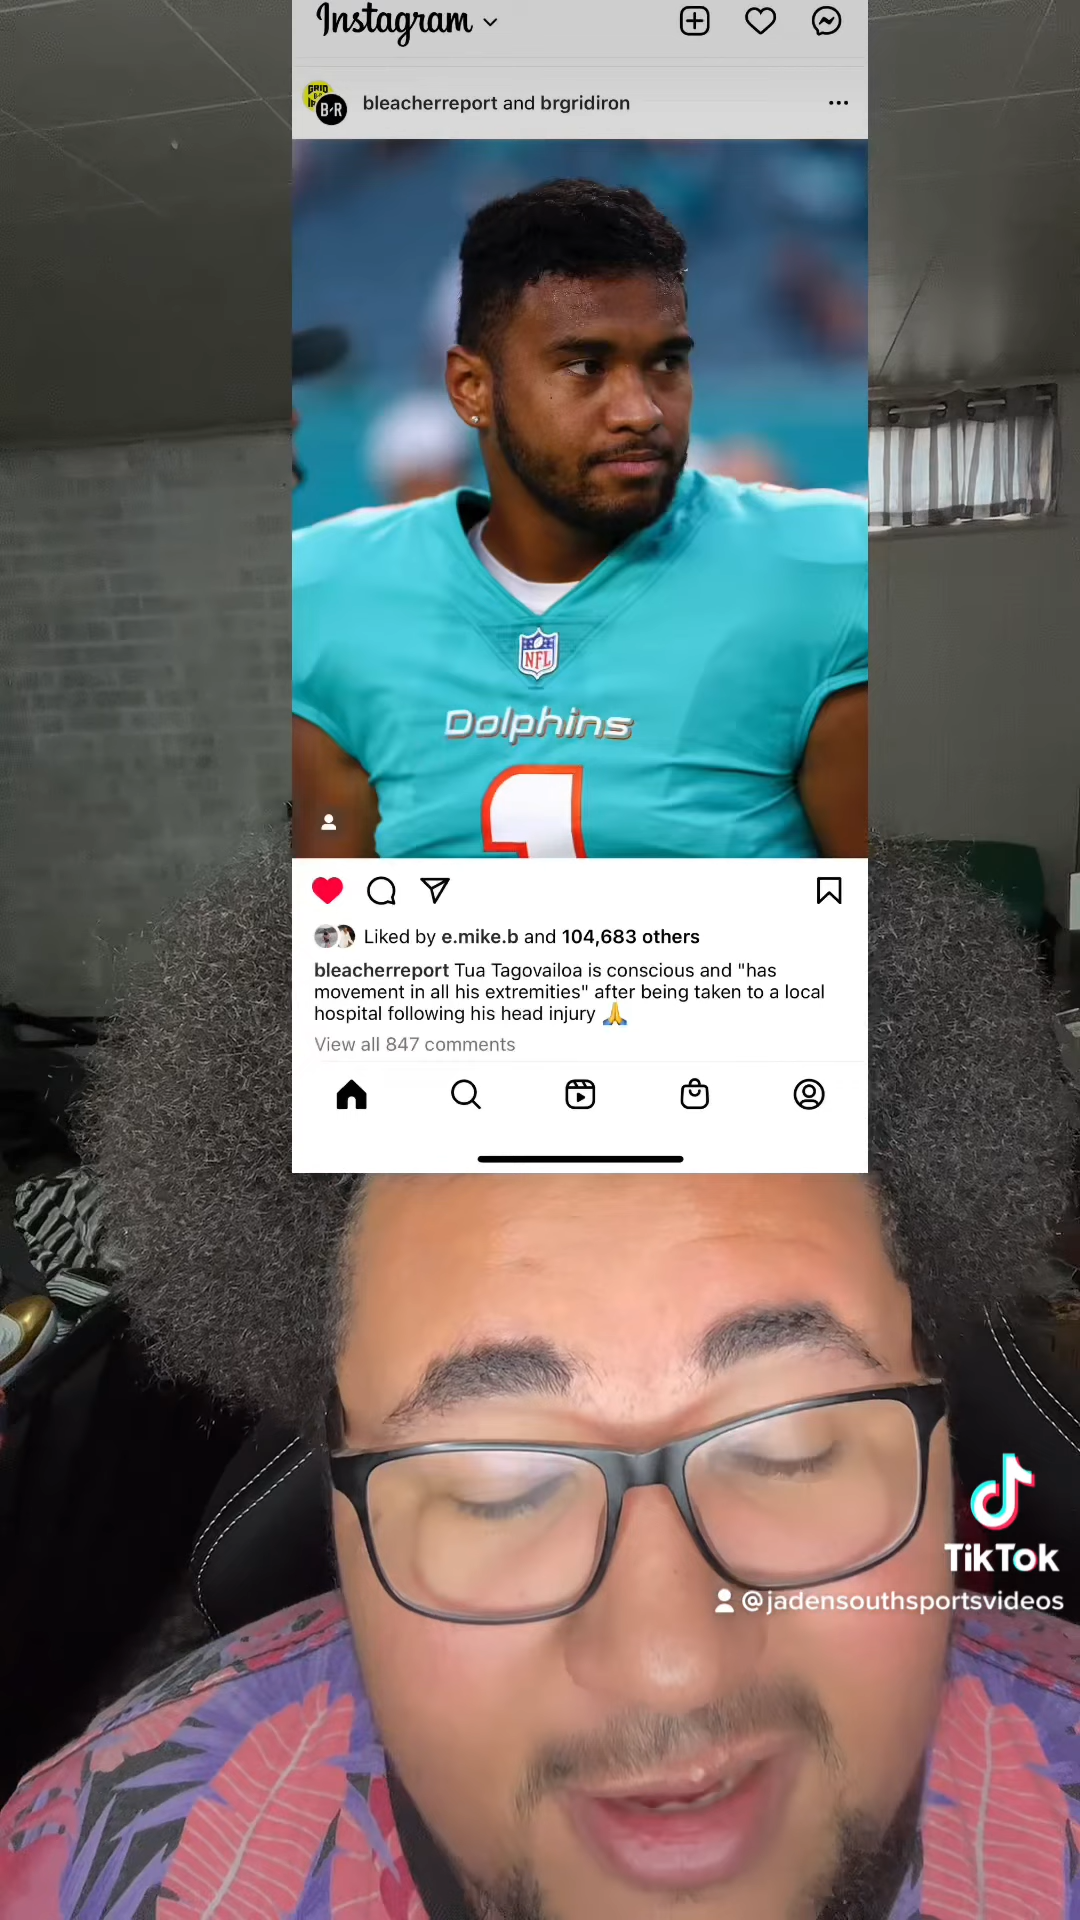 Instagram
bleacherreport and brgridiron
GRID
B/R
NFL
Dolphins
1
Liked by e.mike.b and 104,683 others
bleacherreport Tua Tagovailoa is conscious and "has
movement in all his extremities" after being taken to a local
hospital following his head injury 🙏
View all 847 comments
TikTok
@jadensouthsportsvideos